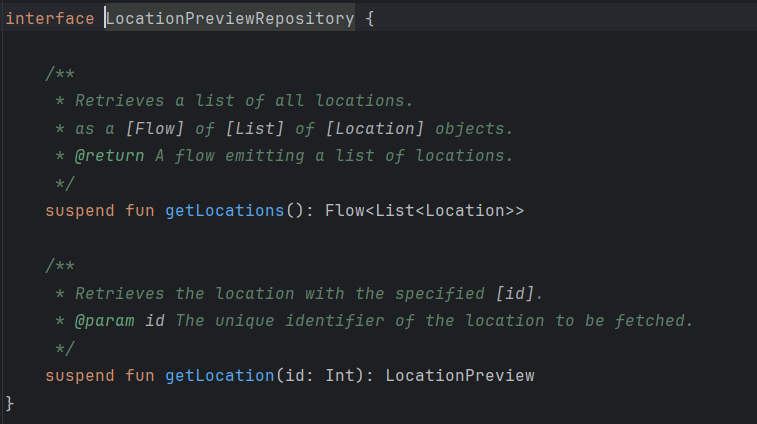 interface LocationPreviewRepository {
/**
* Retrieves a list of all locations.
* as a [Flow] of [List] of [Location] objects.
* @return A flow emitting a list of locations.
*/
suspend fun getLocations(): Flow<List<Location>>
/**
* Retrieves the location with the specified [id].
* @param id The unique identifier of the location to be fetched.
*/
suspend fun getLocation(id: Int): LocationPreview
}